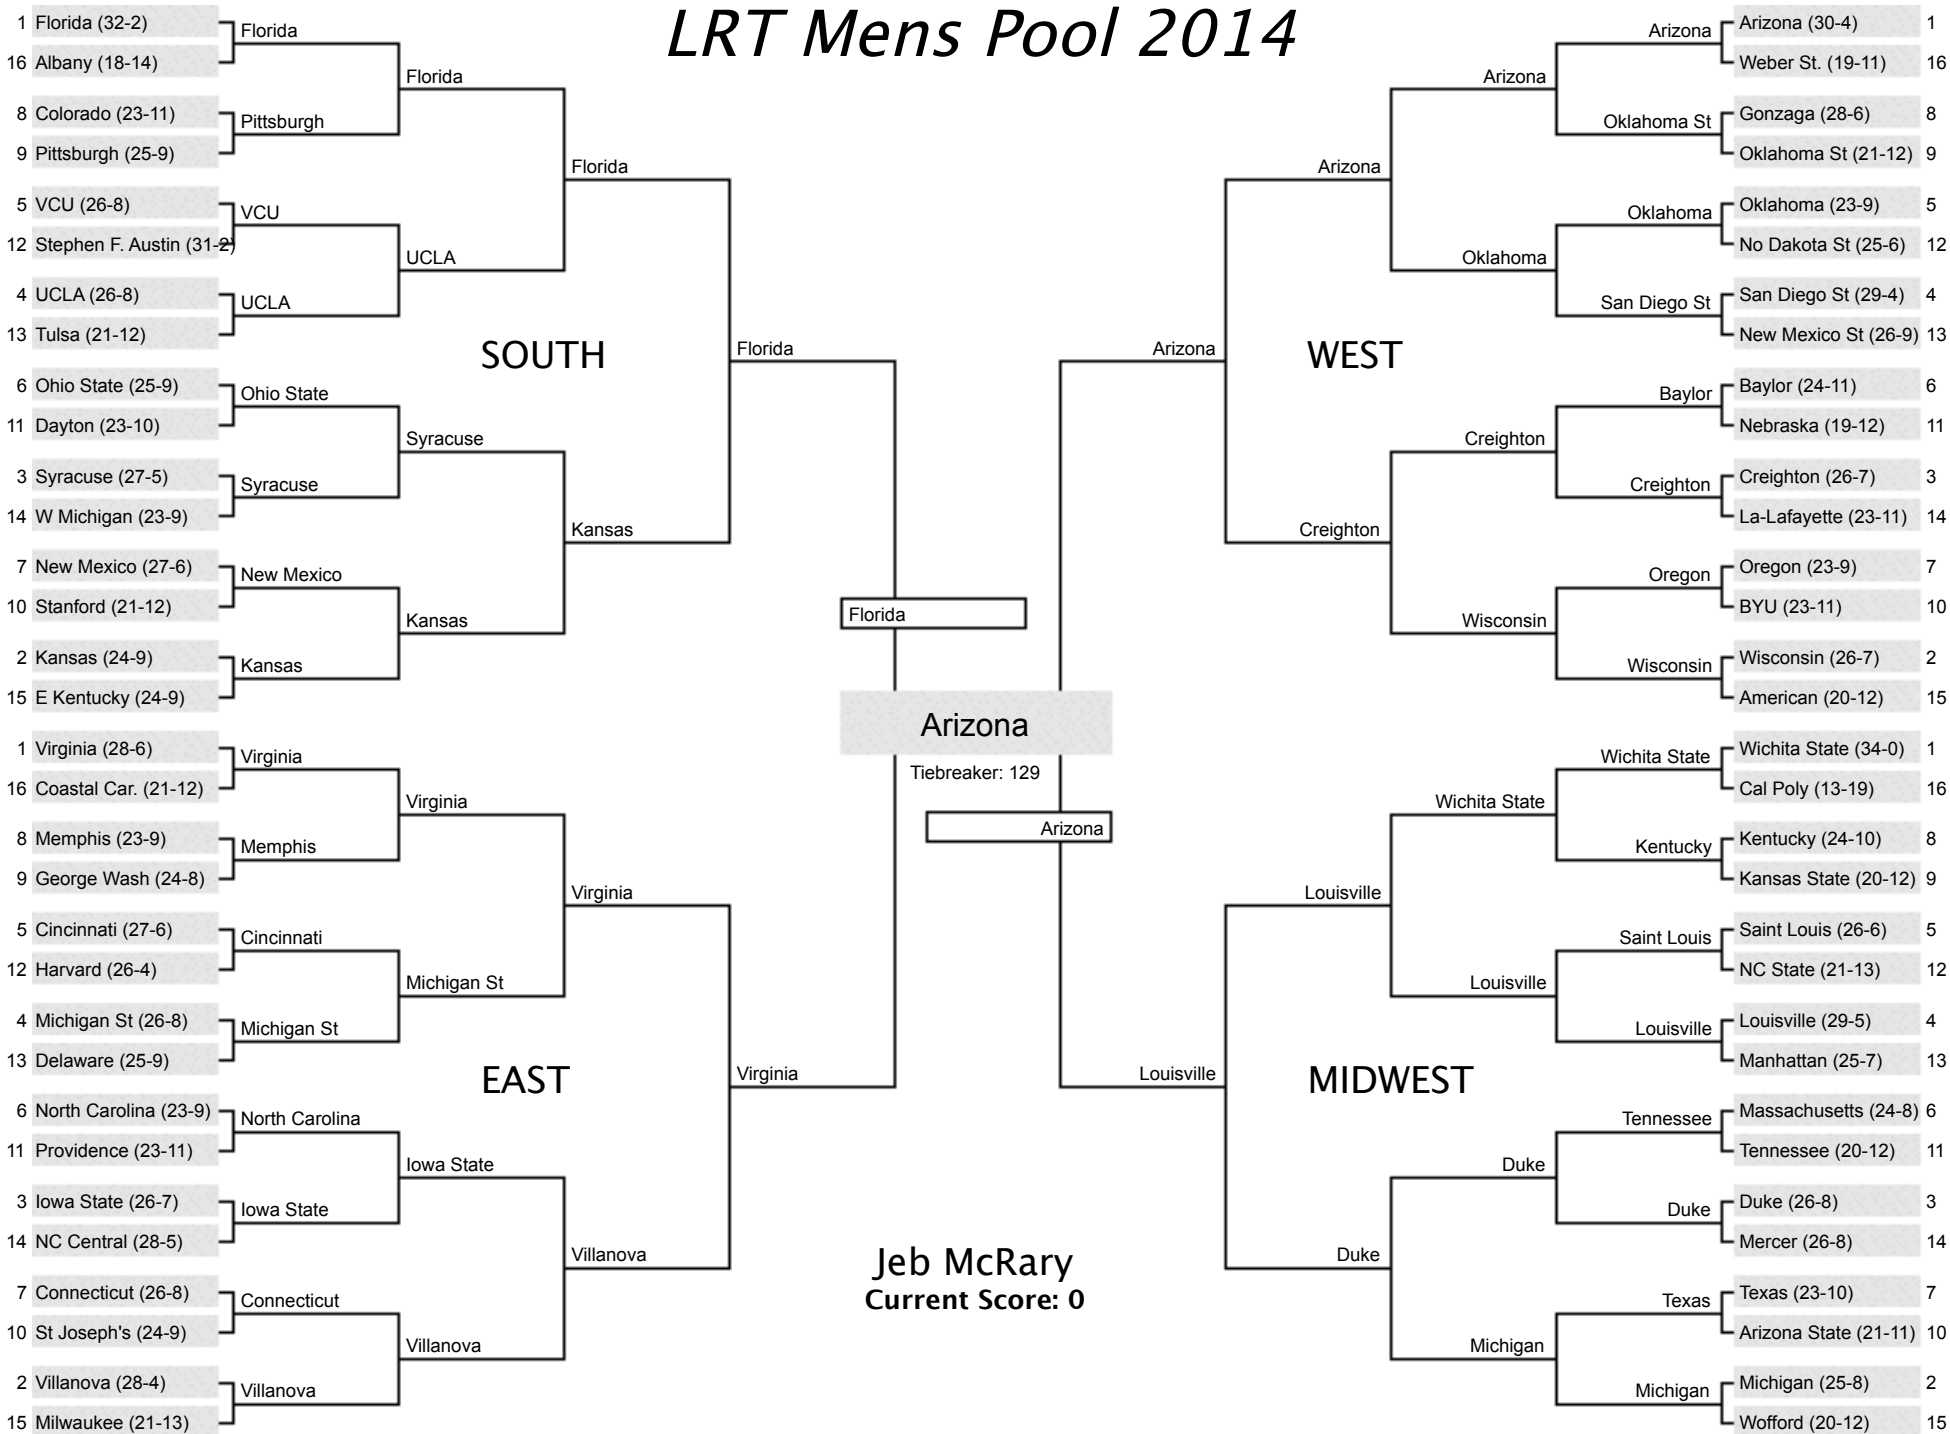 LRT Mens Pool 2014
1 Florida (32-2)
16 Albany (18-14)
8 Colorado (23-11)
9 Pittsburgh (25-9)
5 VCU (26-8)
12 Stephen F. Austin (31-2)
4 UCLA (26-8)
13 Tulsa (21-12)
6 Ohio State (25-9)
11 Dayton (23-10)
3 Syracuse (27-5)
14 W Michigan (23-9)
7 New Mexico (27-6)
10 Stanford (21-12)
2 Kansas (24-9)
15 E Kentucky (24-9)
Florida
Pittsburgh
VCU
UCLA
Ohio State
Syracuse
New Mexico
Kansas
Florida
UCLA
Syracuse
Kansas
Florida
Kansas
SOUTH
Florida
1 Virginia (28-6)
16 Coastal Car. (21-12)
8 Memphis (23-9)
9 George Wash (24-8)
5 Cincinnati (27-6)
12 Harvard (26-4)
4 Michigan St (26-8)
13 Delaware (25-9)
6 North Carolina (23-9)
11 Providence (23-11)
3 Iowa State (26-7)
14 NC Central (28-5)
7 Connecticut (26-8)
10 St Joseph's (24-9)
2 Villanova (28-4)
15 Milwaukee (21-13)
Virginia
Memphis
Cincinnati
Michigan St
North Carolina
Iowa State
Connecticut
Villanova
Virginia
Michigan St
Iowa State
Villanova
Virginia
Villanova
EAST
Virginia
Florida
Arizona
Tiebreaker: 129
Arizona
Jeb McRary
Current Score: 0
Arizona
WEST
Arizona
Creighton
Arizona
Oklahoma
Creighton
Wisconsin
Arizona
Oklahoma St
Oklahoma
San Diego St
Baylor
Creighton
Oregon
Wisconsin
Arizona (30-4) 1
Weber St. (19-11) 16
Gonzaga (28-6) 8
Oklahoma St (21-12) 9
Oklahoma (23-9) 5
No Dakota St (25-6) 12
San Diego St (29-4) 4
New Mexico St (26-9) 13
Baylor (24-11) 6
Nebraska (19-12) 11
Creighton (26-7) 3
La-Lafayette (23-11) 14
Oregon (23-9) 7
BYU (23-11) 10
Wisconsin (26-7) 2
American (20-12) 15
Louisville
MIDWEST
Louisville
Duke
Wichita State
Louisville
Duke
Michigan
Wichita State
Kentucky
Saint Louis
Louisville
Tennessee
Duke
Texas
Michigan
Wichita State (34-0) 1
Cal Poly (13-19) 16
Kentucky (24-10) 8
Kansas State (20-12) 9
Saint Louis (26-6) 5
NC State (21-13) 12
Louisville (29-5) 4
Manhattan (25-7) 13
Massachusetts (24-8) 6
Tennessee (20-12) 11
Duke (26-8) 3
Mercer (26-8) 14
Texas (23-10) 7
Arizona State (21-11) 10
Michigan (25-8) 2
Wofford (20-12) 15